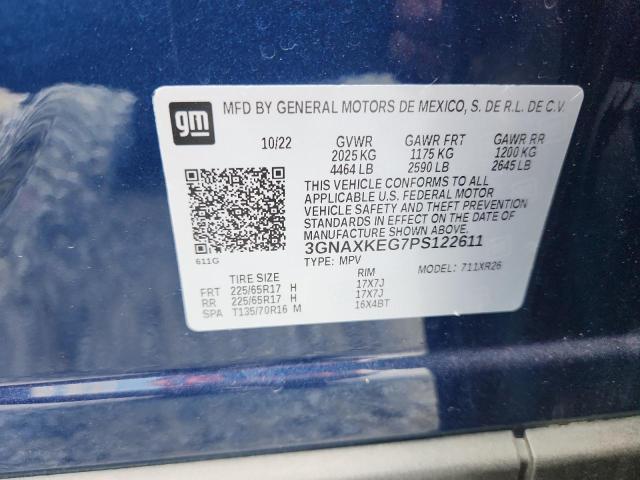 gm
MFD BY GENERAL MOTORS DE MEXICO, S. DE R.L. DE C.V.
10/22 GVWR GAWR FRT GAWR RR
2025 KG 1175 KG 1200 KG
4464 LB 2590 LB 2645 LB
THIS VEHICLE CONFORMS TO ALL
APPLICABLE U.S. FEDERAL MOTOR
VEHICLE SAFETY AND THEFT PREVENTION
STANDARDS IN EFFECT ON THE DATE OF
MANUFACTURE SHOWN ABOVE.
3GNAXKEG7PS122611
611G
TYPE: MPV MODEL: 711XR26
TIRE SIZE RIM
FRT 225/65R17 H 17X7J
RR 225/65R17 H 17X7J
SPA T135/70R16 M 16X4BT